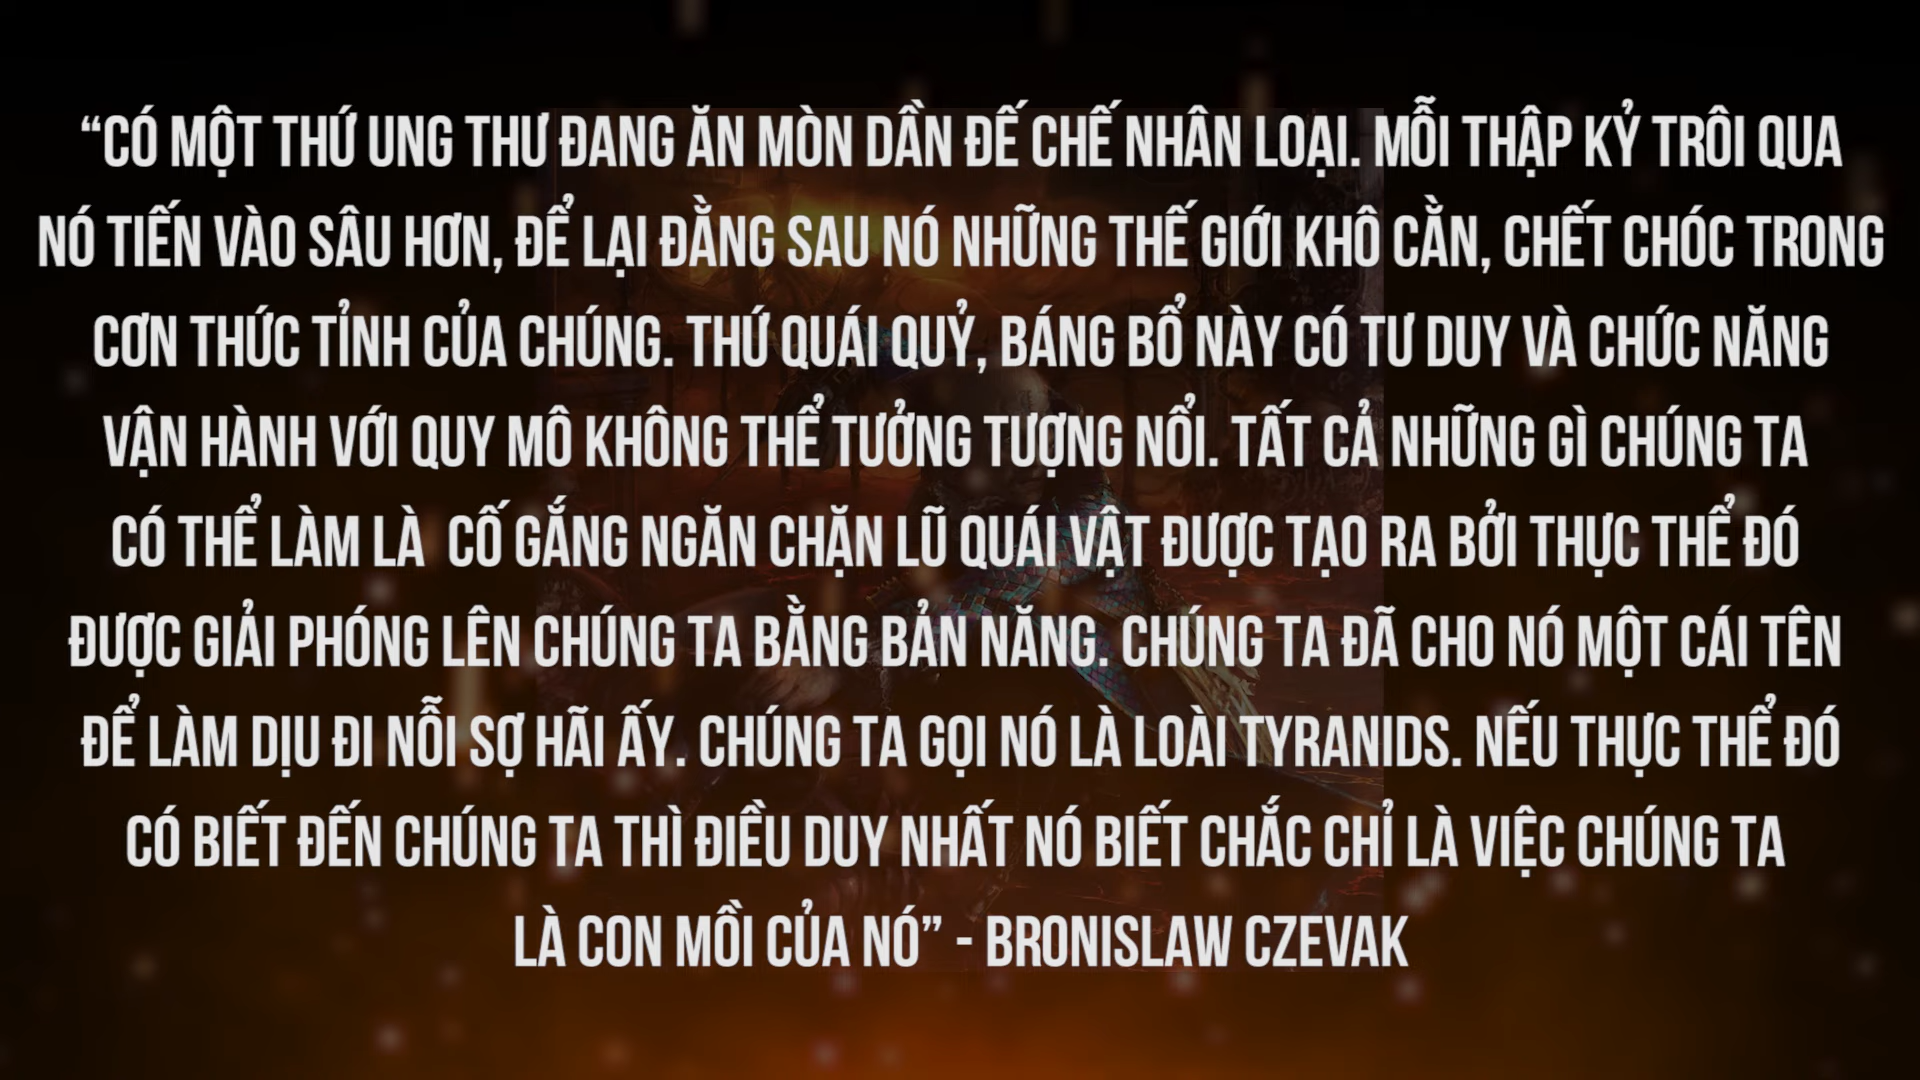 “CÓ MỘT THỨ UNG THƯ ĐANG ĂN MÒN DẦN ĐẾ CHẾ NHÂN LOẠI. MỖI THẬP KỶ TRÔI QUA
NÓ TIẾN VÀO SÂU HƠN, ĐỂ LẠI ĐẰNG SAU NÓ NHỮNG THẾ GIỚI KHÔ CẰN, CHẾT CHÓC TRONG
CƠN THỨC TỈNH CỦA CHÚNG. THỨ QUÁI QUỶ, BÁNG BỔ NÀY CÓ TƯ DUY VÀ CHỨC NĂNG
VẬN HÀNH VỚI QUY MÔ KHÔNG THỂ TƯỞNG TƯỢNG NỔI. TẤT CẢ NHỮNG GÌ CHÚNG TA
CÓ THỂ LÀM LÀ  CỐ GẮNG NGĂN CHẶN LŨ QUÁI VẬT ĐƯỢC TẠO RA BỞI THỰC THỂ ĐÓ
ĐƯỢC GIẢI PHÓNG LÊN CHÚNG TA BẰNG BẢN NĂNG. CHÚNG TA ĐÃ CHO NÓ MỘT CÁI TÊN
ĐỂ LÀM DỊU ĐI NỖI SỢ HÃI ẤY. CHÚNG TA GỌI NÓ LÀ LOÀI TYRANIDS. NẾU THỰC THỂ ĐÓ
CÓ BIẾT ĐẾN CHÚNG TA THÌ ĐIỀU DUY NHẤT NÓ BIẾT CHẮC CHỈ LÀ VIỆC CHÚNG TA
LÀ CON MỒI CỦA NÓ” - BRONISLAW CZEVAK